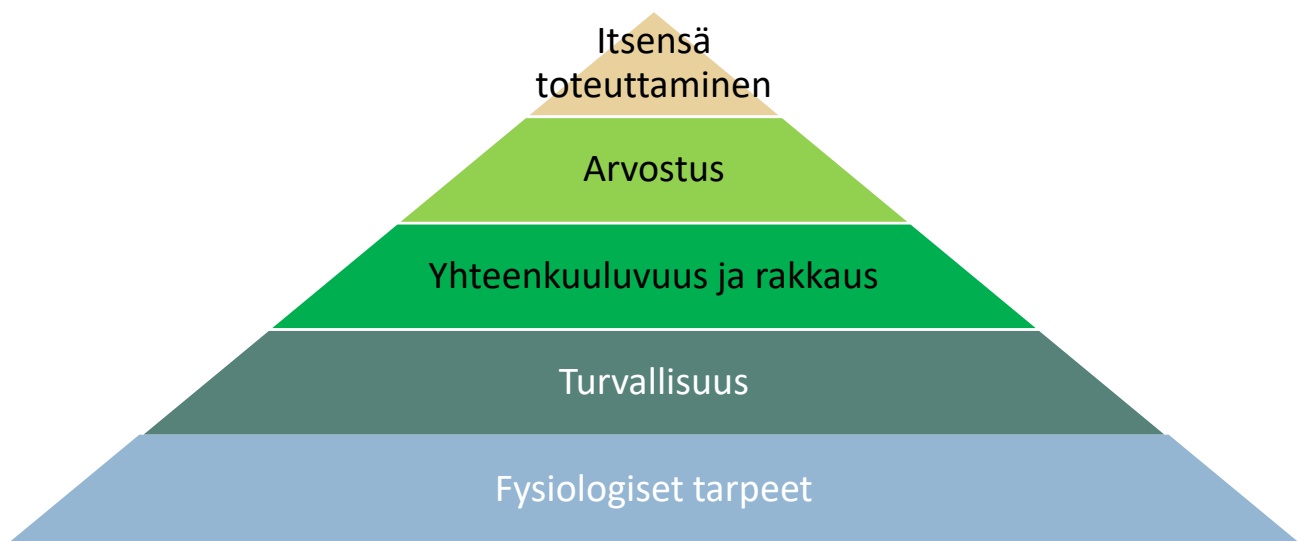 Itsensä
toteuttaminen
Arvostus
Yhteenkuuluvuus ja rakkaus
Turvallisuus
Fysiologiset tarpeet